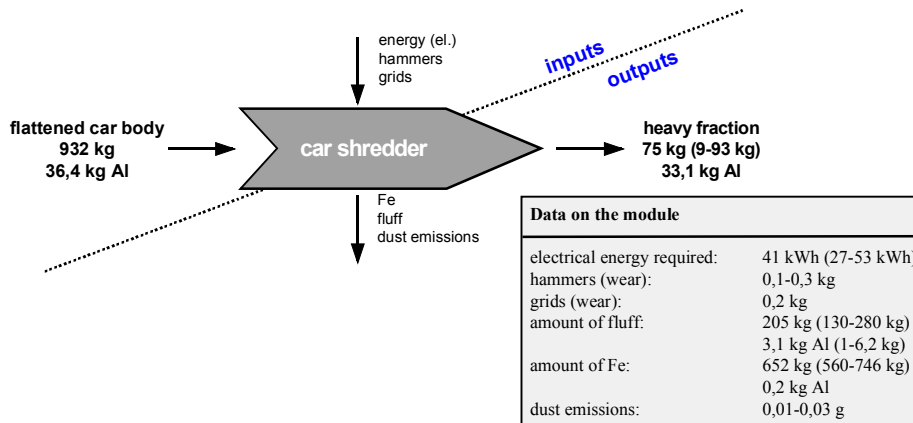 energy (el.)
hammers
grids
inputs
outputs
flattened car body
932 kg
36,4 kg Al
car shredder
heavy fraction
75 kg (9-93 kg)
33,1 kg Al
Fe
fluff
dust emissions
Data on the module
electrical energy required: 41 kWh (27-53 kWh)
hammers (wear): 0,1-0,3 kg
grids (wear): 0,2 kg
amount of fluff: 205 kg (130-280 kg)
3,1 kg Al (1-6,2 kg)
amount of Fe: 652 kg (560-746 kg)
0,2 kg Al
dust emissions: 0,01-0,03 g